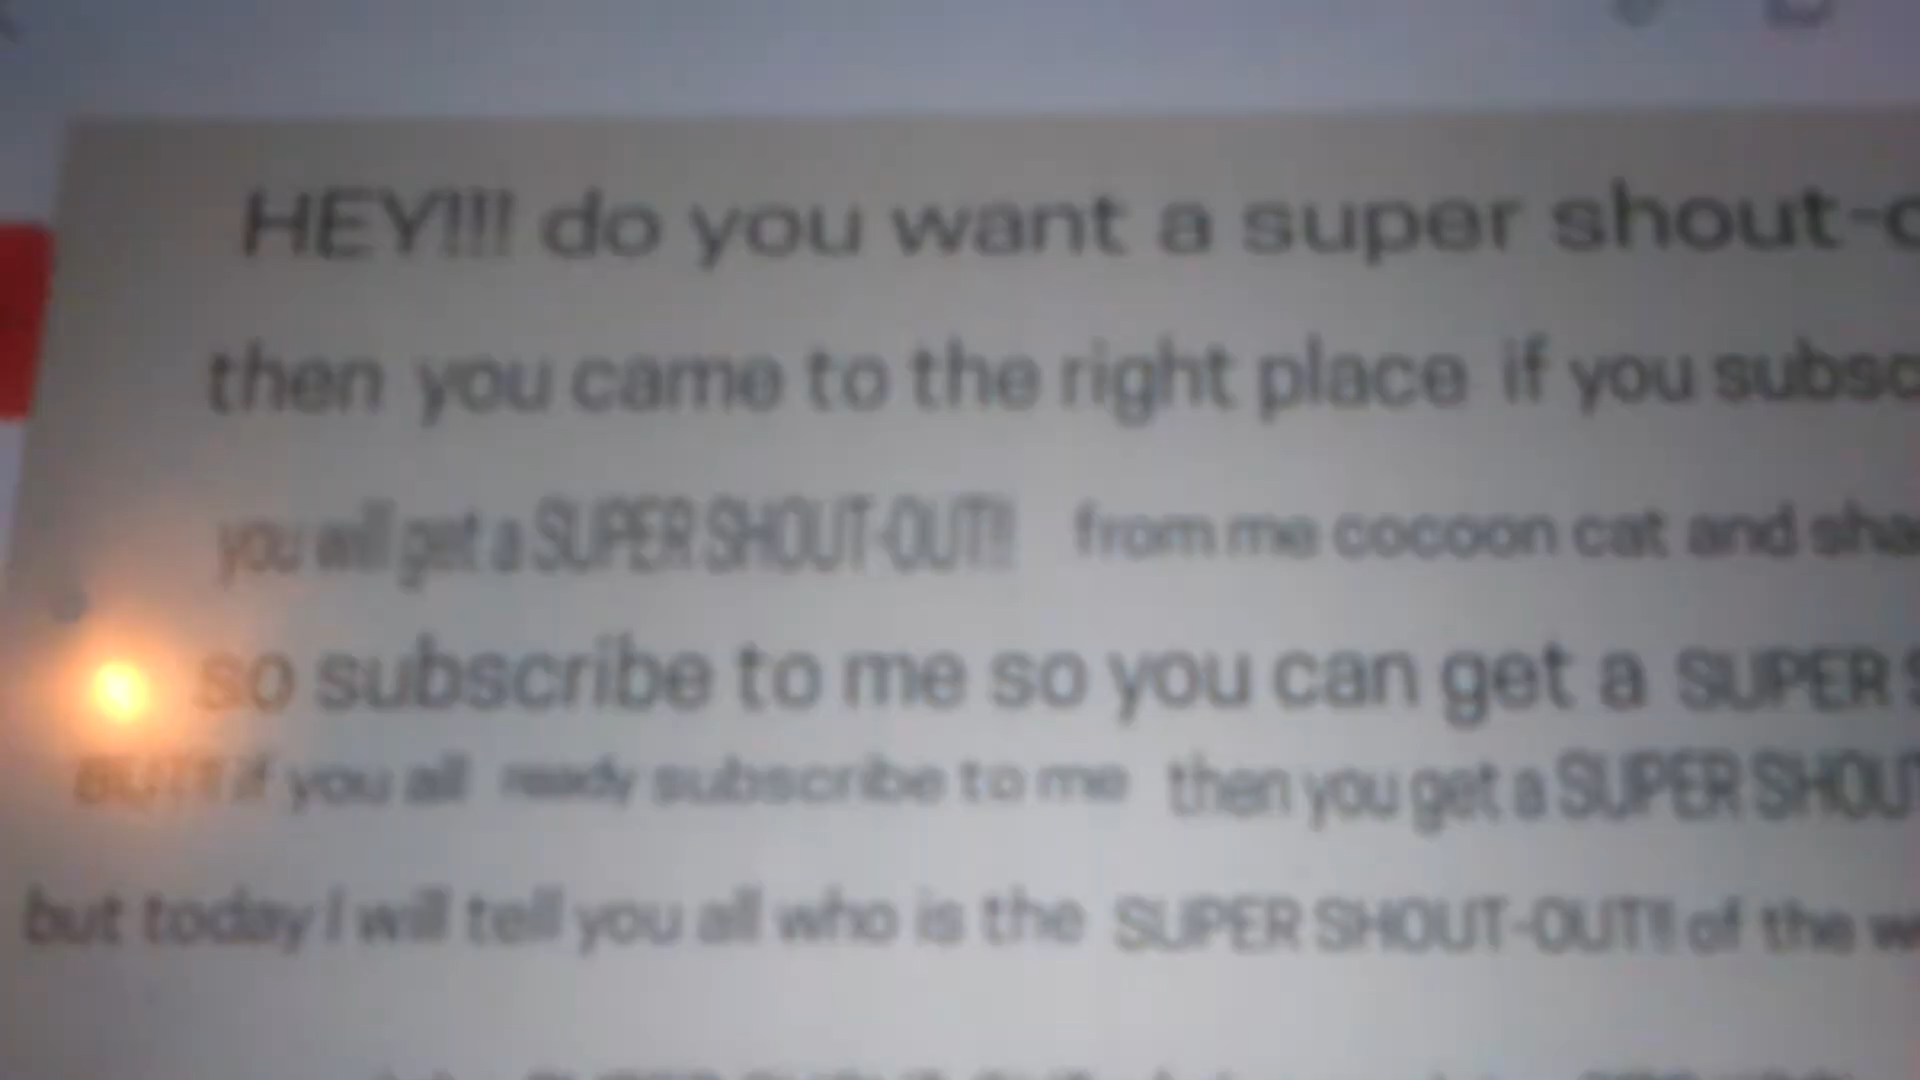 HEY!!! do you want a super shout-
then you came to the right place if you subsc
you will get a SUPER SHOUT-OUT!! from me cocoon cat and sha
so subscribe to me so you can get a SUPER S
BUT!! if you all ready subscribe to me then you get a SUPER SHOUT
but today I will tell you all who is the SUPER SHOUT-OUT!! of the w